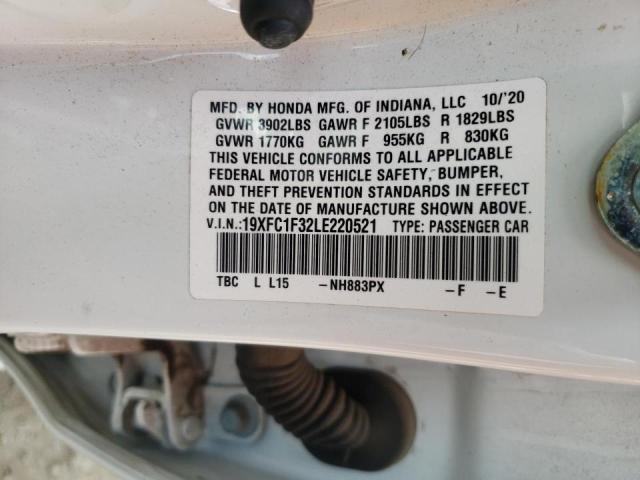 MFD. BY HONDA MFG. OF INDIANA, LLC 10/'20
GVWR 3902LBS GAWR F 2105LBS R 1829LBS
GVWR 1770KG GAWR F 955KG R 830KG
THIS VEHICLE CONFORMS TO ALL APPLICABLE
FEDERAL MOTOR VEHICLE SAFETY, BUMPER,
AND THEFT PREVENTION STANDARDS IN EFFECT
ON THE DATE OF MANUFACTURE SHOWN ABOVE.
V.I.N.:19XFC1F32LE220521 TYPE: PASSENGER CAR
TBC L L15 -NH883PX -F -E